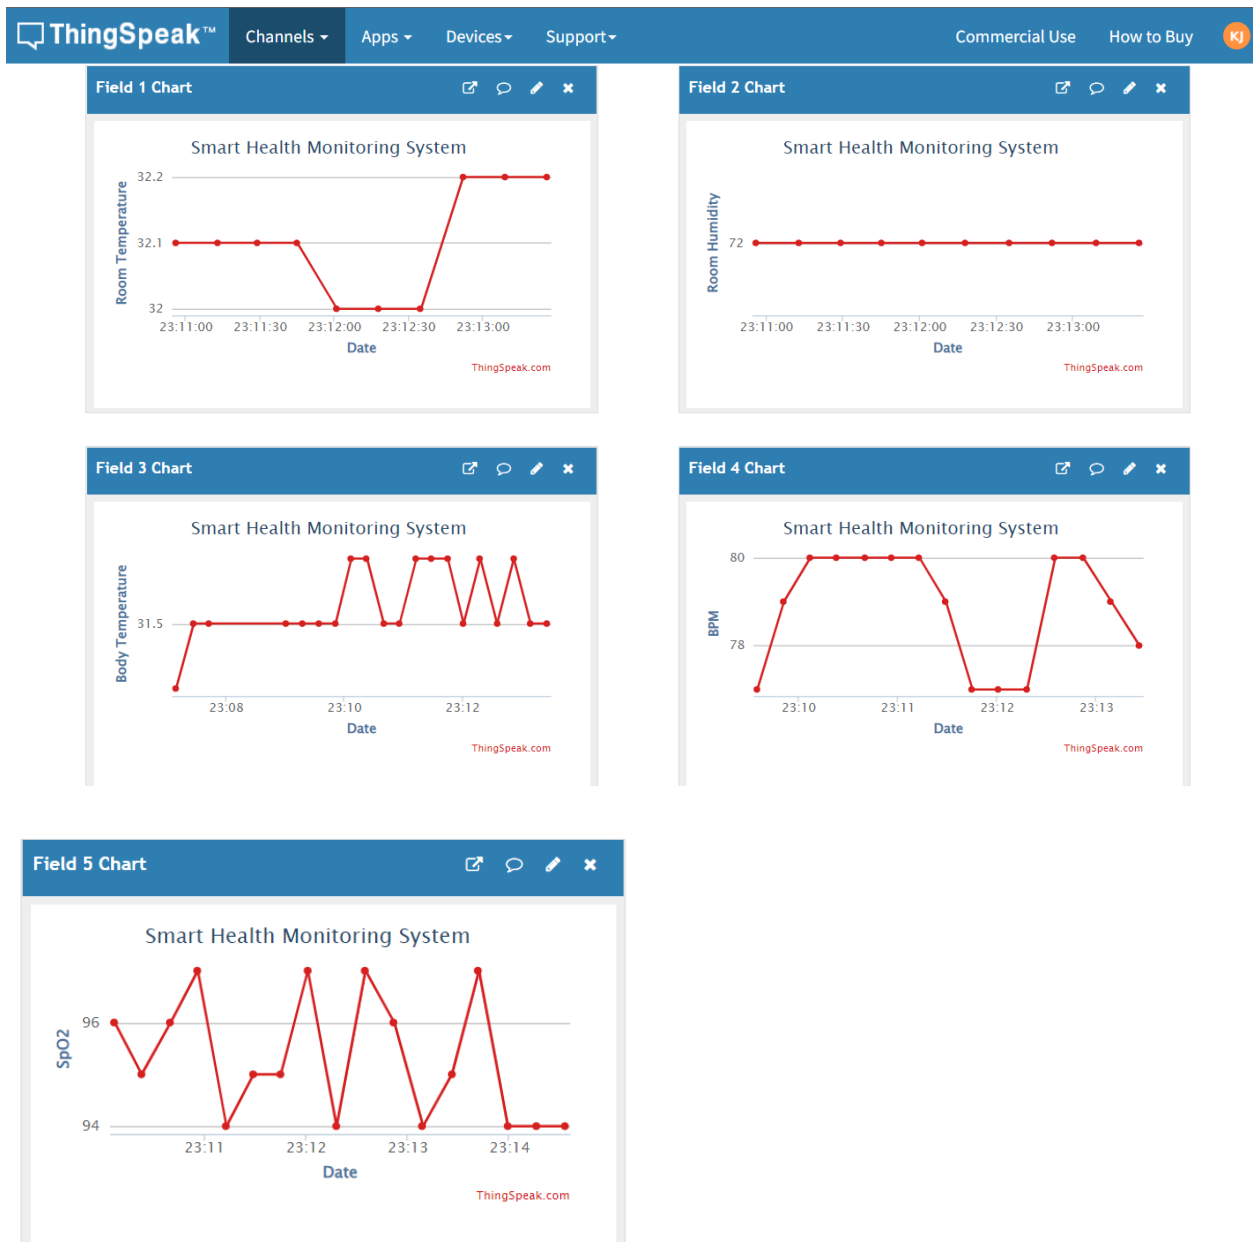 ThingSpeak™ Channels Apps Devices Support Commercial Use How to Buy KJ
Field 1 Chart
Smart Health Monitoring System
Room Temperature
32.2
32.1
32
23:11:00 23:11:30 23:12:00 23:12:30 23:13:00
Date
ThingSpeak.com
Field 2 Chart
Smart Health Monitoring System
Room Humidity
72
23:11:00 23:11:30 23:12:00 23:12:30 23:13:00
Date
ThingSpeak.com
Field 3 Chart
Smart Health Monitoring System
Body Temperature
31.5
23:08 23:10 23:12
Date
ThingSpeak.com
Field 4 Chart
Smart Health Monitoring System
BPM
80
78
23:10 23:11 23:12 23:13
Date
ThingSpeak.com
Field 5 Chart
Smart Health Monitoring System
SpO2
96
94
23:11 23:12 23:13 23:14
Date
ThingSpeak.com